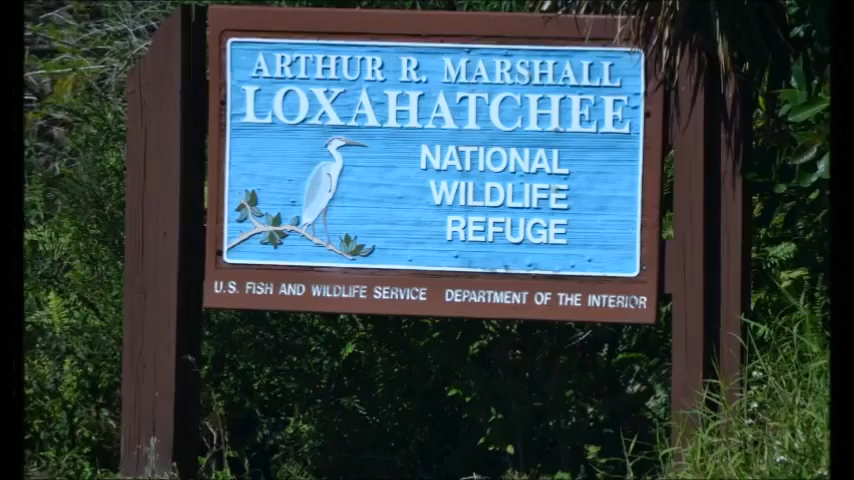 ARTHUR R. MARSHALL
LOXAHATCHEE
NATIONAL
WILDLIFE
REFUGE
U.S. FISH AND WILDLIFE SERVICE DEPARTMENT OF THE INTERIOR